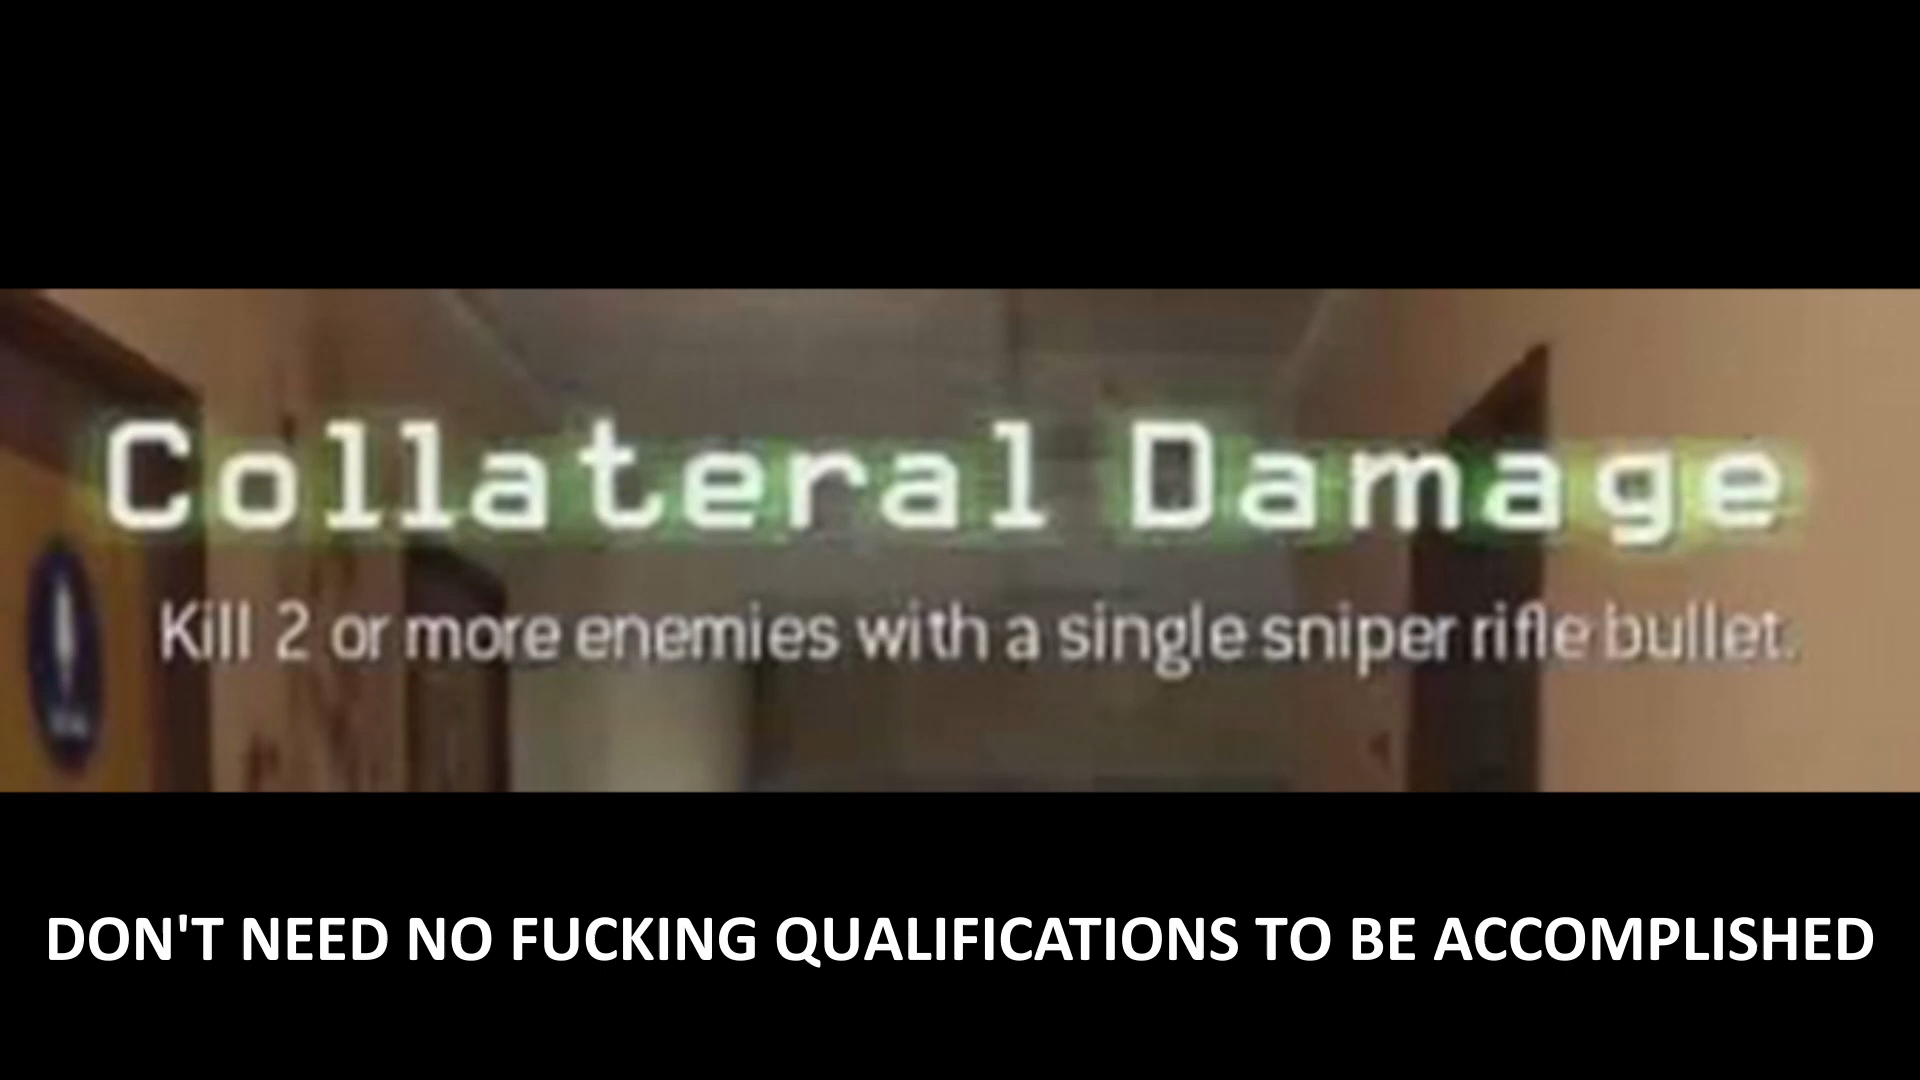 Collateral Damage
Kill 2 or more enemies with a single sniper rifle bullet.
DON'T NEED NO FUCKING QUALIFICATIONS TO BE ACCOMPLISHED